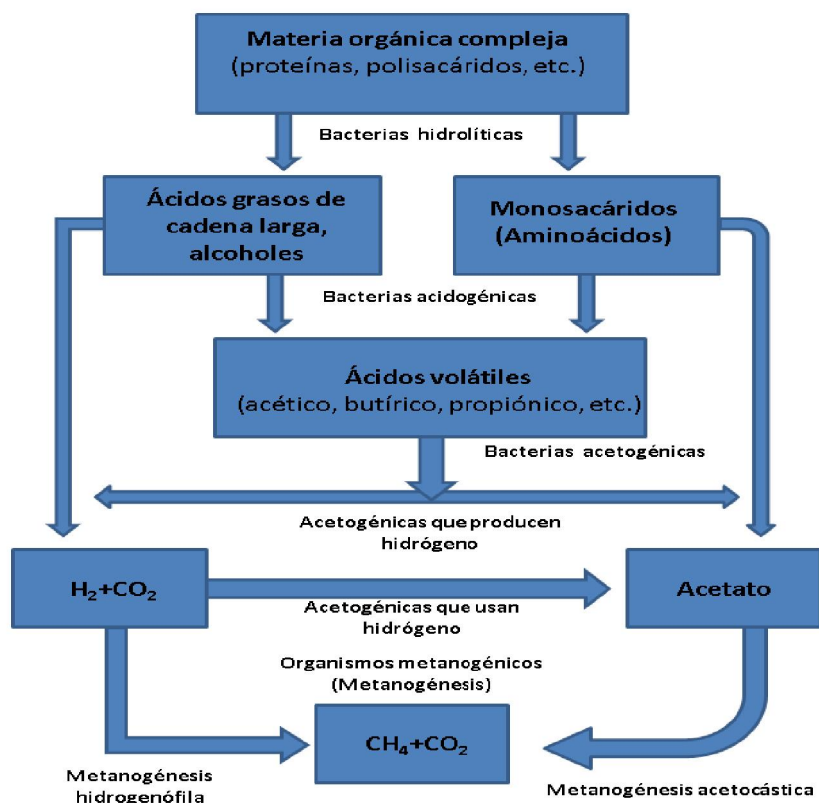 Materia orgánica compleja
(proteínas, polisacáridos, etc.)
Bacterias hidrolíticas
Ácidos grasos de
cadena larga,
alcoholes
Monosacáridos
(Aminoácidos)
Bacterias acidogénicas
Ácidos volátiles
(acético, butírico, propiónico, etc.)
Bacterias acetogénicas
Acetogénicas que producen
hidrógeno
H₂+CO₂
Acetato
Acetogénicas que usan
hidrógeno
Organismos metanogénicos
(Metanogénesis)
CH₄+CO₂
Metanogénesis
hidrogenófila
Metanogénesis acetocástica